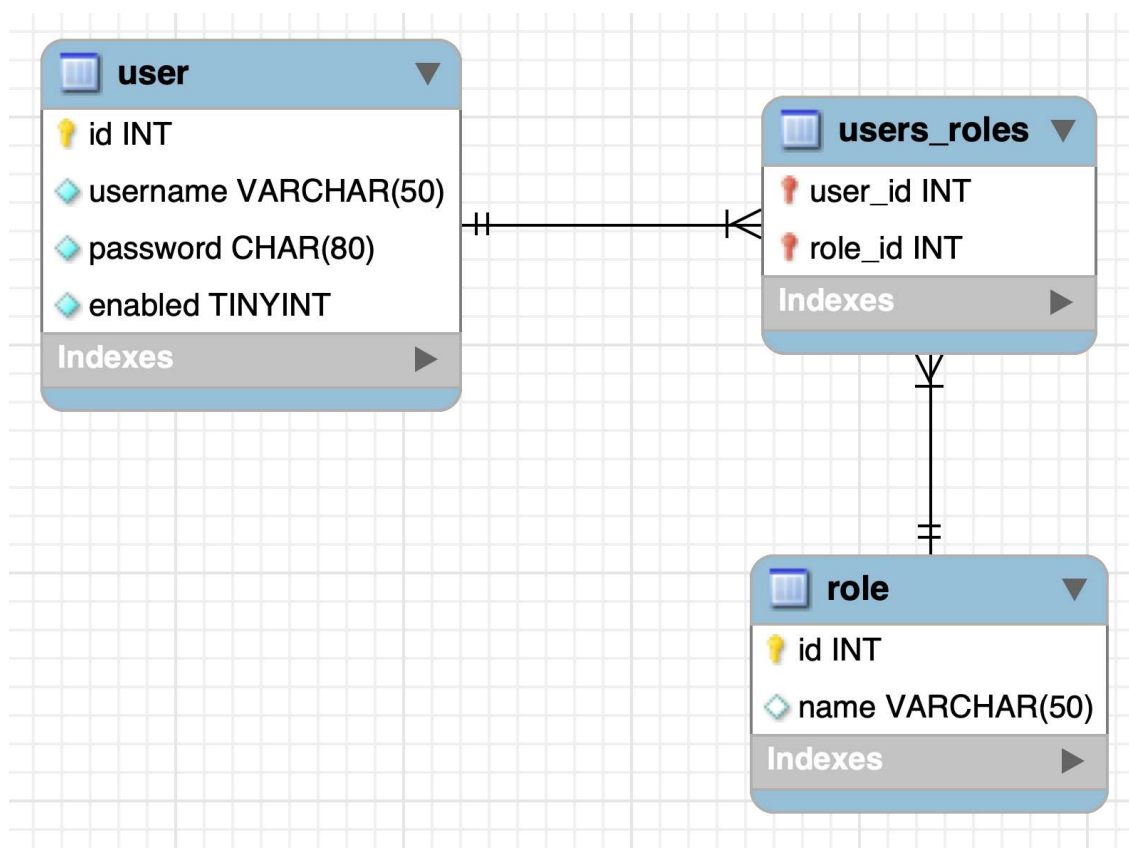 user
id INT
username VARCHAR(50)
password CHAR(80)
enabled TINYINT
Indexes
users_roles
user_id INT
role_id INT
Indexes
role
id INT
name VARCHAR(50)
Indexes